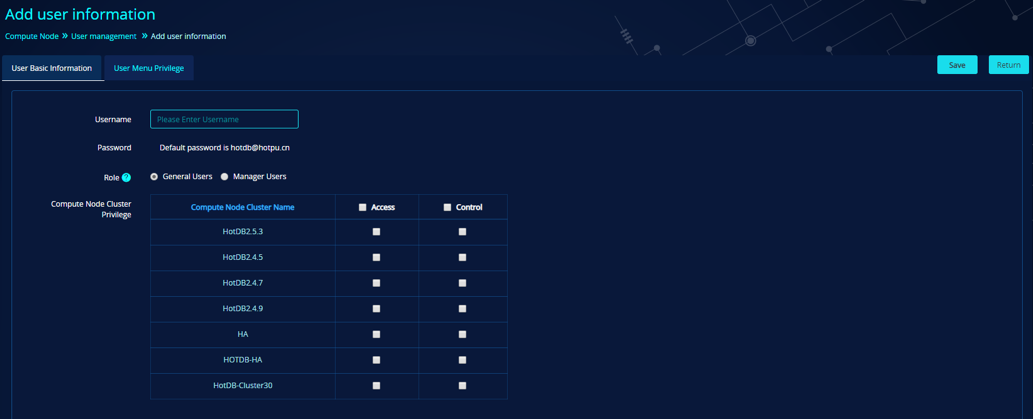 Add user information
Compute Node » User management » Add user information
User Basic Information User Menu Privilege Save Return
Username Please Enter Username
Password Default password is hotdb@hotpu.cn
Role ? General Users Manager Users
Compute Node Cluster Privilege
Compute Node Cluster Name Access Control
HotDB2.5.3
HotDB2.4.5
HotDB2.4.7
HotDB2.4.9
HA
HOTDB-HA
HotDB-Cluster30